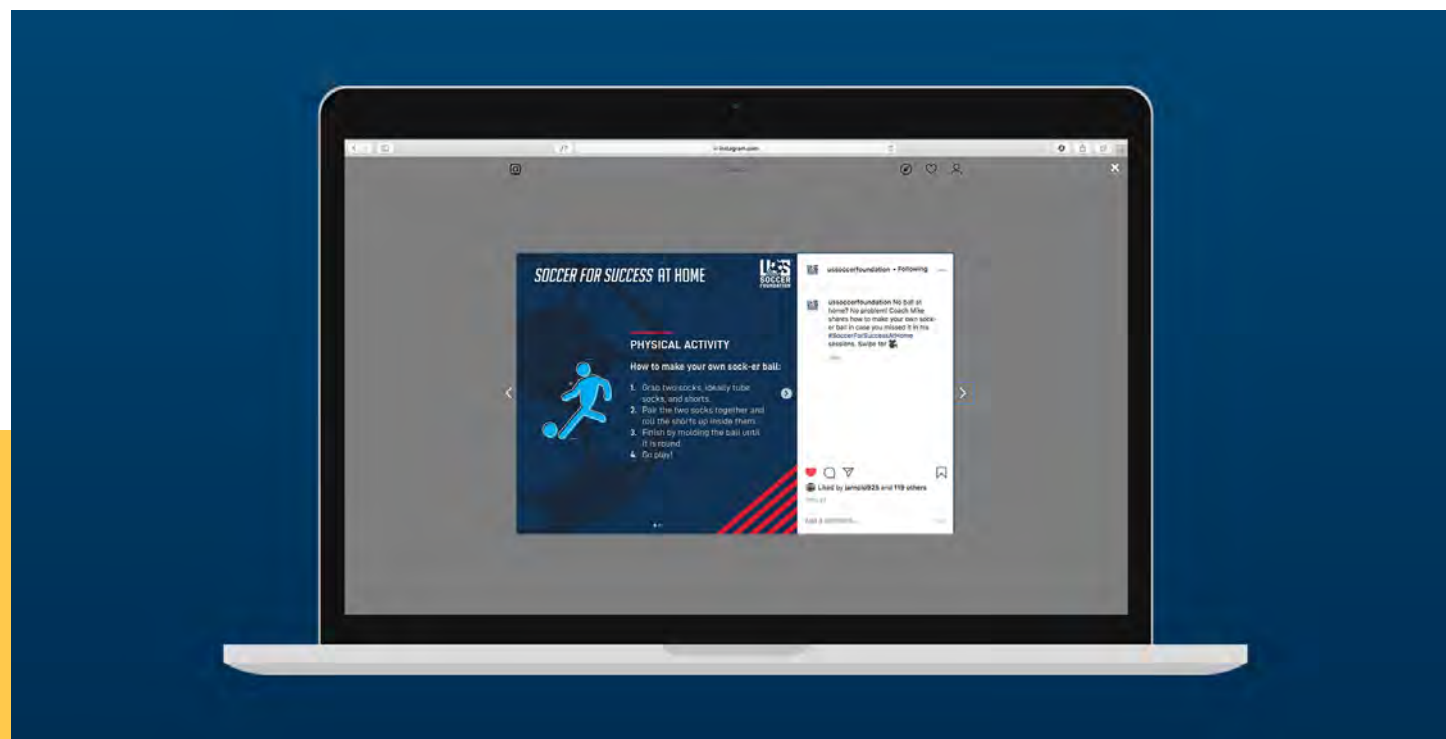 instagram.com
SOCCER FOR SUCCESS AT HOME
U.S.
SOCCER
FOUNDATION
PHYSICAL ACTIVITY
How to make your own sock-er ball:
1. Grab two socks, ideally tube
socks, and shorts.
2. Pair the two socks together and
roll the shorts up inside them.
3. Finish by molding the ball until
it is round.
4. Go play!
ussoccerfoundation • Following
ussoccerfoundation No ball at
home? No problem! Coach Mike
shares how to make your own sock-
er ball in case you missed it in his
#SoccerForSuccessAtHome
sessions. Swipe for
Liked by and 119 others
Add a comment...